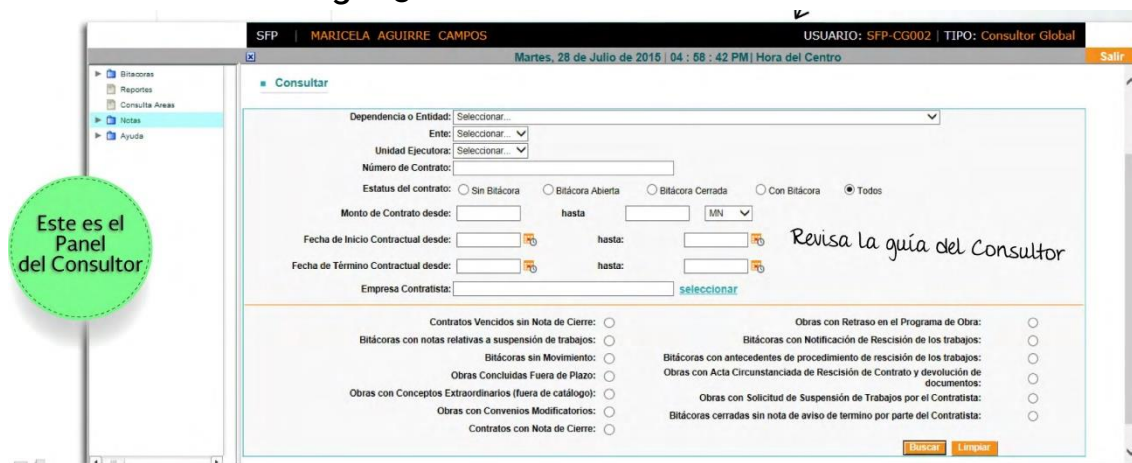 SFP | MARICELA AGUIRRE CAMPOS
USUARIO: SFP-CG002 | TIPO: Consultor Global
Martes, 28 de Julio de 2015 | 04 : 58 : 42 PM| Hora del Centro
Salir
Bitacoras
Reportes
Consulta Areas
Notas
Ayuda
Este es el
Panel
del Consultor
Consultar
Dependencia o Entidad: Seleccionar...
Ente: Seleccionar...
Unidad Ejecutora: Seleccionar...
Número de Contrato:
Estatus del contrato: Sin Bitácora Bitácora Abierta Bitácora Cerrada Con Bitácora Todos
Monto de Contrato desde: hasta MN
Fecha de Inicio Contractual desde: hasta:
Revisa la guía del Consultor
Fecha de Término Contractual desde: hasta:
Empresa Contratista: seleccionar
Contratos Vencidos sin Nota de Cierre:
Bitácoras con notas relativas a suspensión de trabajos:
Bitácoras sin Movimiento:
Obras Concluidas Fuera de Plazo:
Obras con Conceptos Extraordinarios (fuera de catálogo):
Obras con Convenios Modificatorios:
Contratos con Nota de Cierre:
Obras con Retraso en el Programa de Obra:
Bitácoras con Notificación de Rescisión de los trabajos:
Bitácoras con antecedentes de procedimiento de rescisión de los trabajos:
Obras con Acta Circunstanciada de Rescisión de Contrato y devolución de
documentos:
Obras con Solicitud de Suspensión de Trabajos por el Contratista:
Bitácoras cerradas sin nota de aviso de termino por parte del Contratista:
Buscar Limpiar